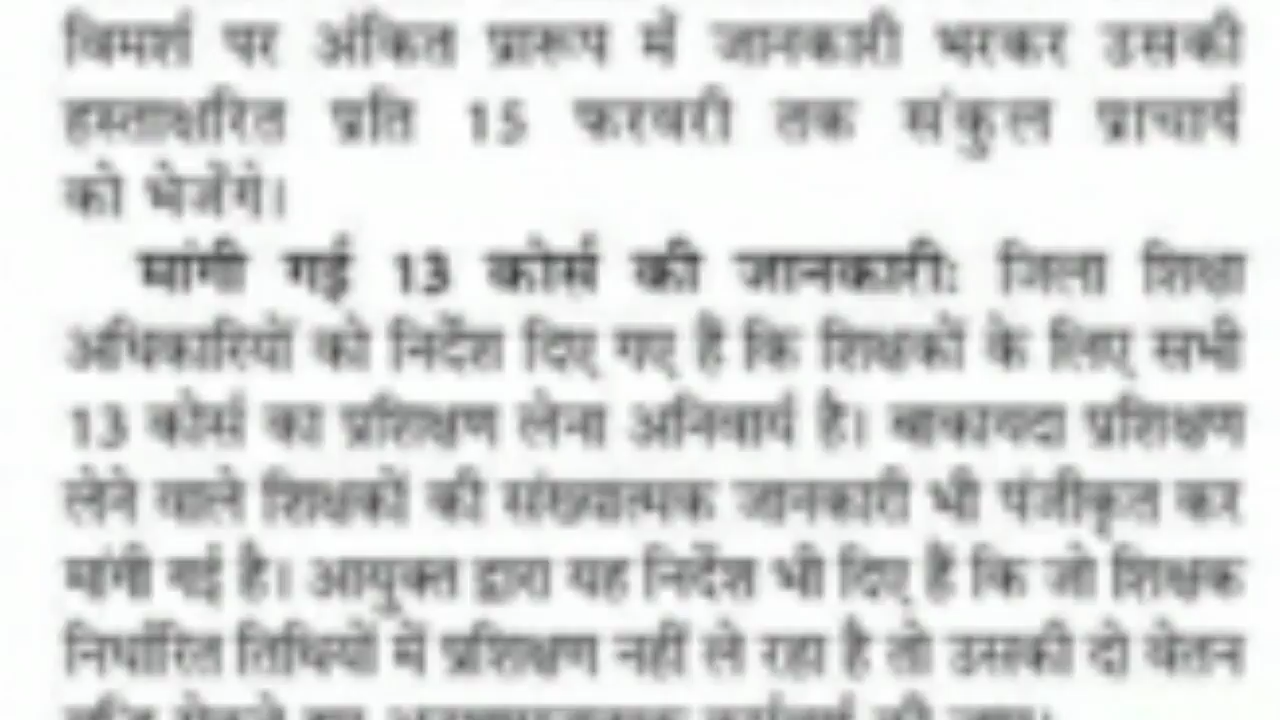 विमर्श पर अंकित प्रारूप में जानकारी भरकर उसकी
हस्ताक्षरित प्रति 15 फरवरी तक संकुल प्राचार्य
को भेजेंगे।
मांगी गई 13 कोर्स की जानकारी: जिला शिक्षा
अधिकारियों को निर्देश दिए गए हैं कि शिक्षकों के लिए सभी
13 कोर्स का प्रशिक्षण लेना अनिवार्य है। बाकायदा प्रशिक्षण
लेने वाले शिक्षकों की संख्यात्मक जानकारी भी पंजीकृत कर
मांगी गई है। आयुक्त द्वारा यह निर्देश भी दिए हैं कि जो शिक्षक
निर्धारित तिथियों में प्रशिक्षण नहीं ले रहा है तो उसकी दो वेतन